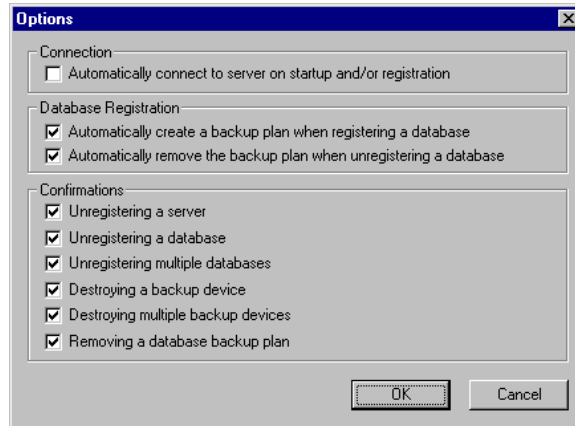 Options
Connection
Automatically connect to server on startup and/or registration
Database Registration
Automatically create a backup plan when registering a database
Automatically remove the backup plan when unregistering a database
Confirmations
Unregistering a server
Unregistering a database
Unregistering multiple databases
Destroying a backup device
Destroying multiple backup devices
Removing a database backup plan
OK Cancel